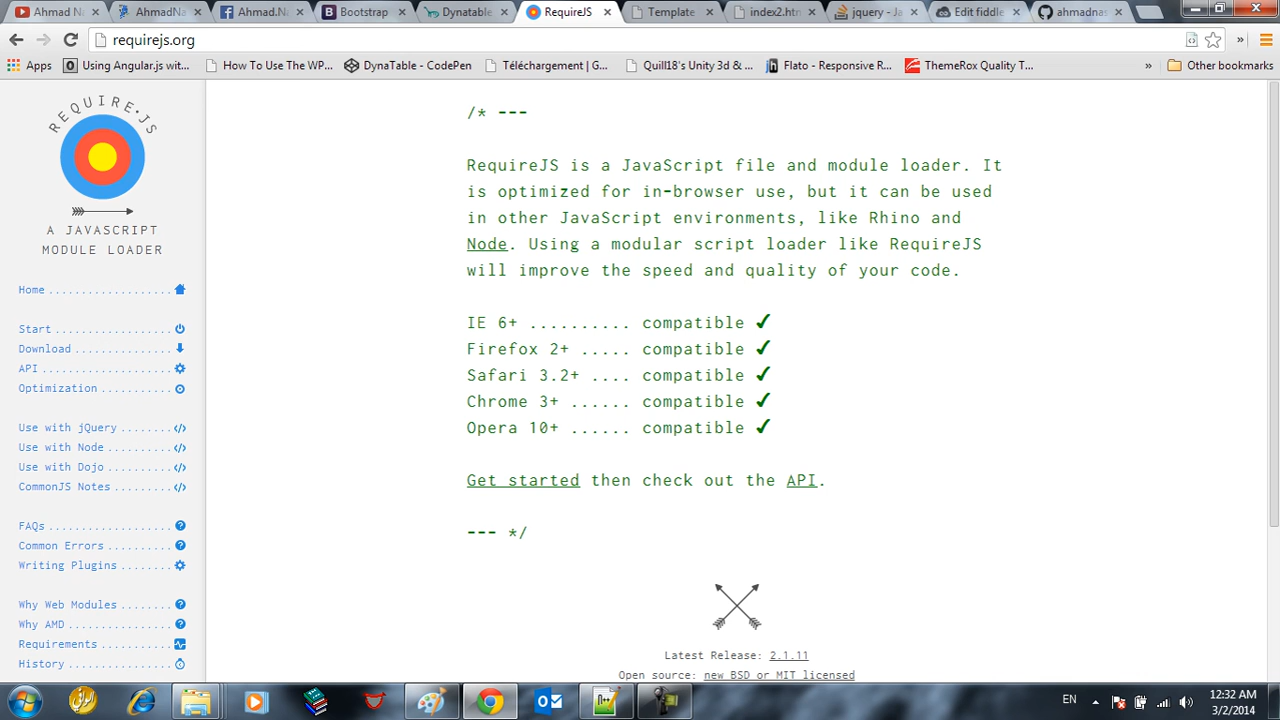 Ahmad N
AhmadNa
Ahmad.Na
Bootstrap
Dynatable
RequireJS
Template
index2.htm
jquery - Ja
Edit fiddle
ahmadnas
requirejs.org
Apps
Using Angular.js wit...
How To Use The WP...
DynaTable - CodePen
Téléchargement | G...
Quill18's Unity 3d & ...
Flato - Responsive R...
ThemeRox Quality T...
»
Other bookmarks
REQUIRE.JS
A JAVASCRIPT
MODULE LOADER
Home
Start
Download
API
Optimization
Use with jQuery
Use with Node
Use with Dojo
CommonJS Notes
FAQs
Common Errors
Writing Plugins
Why Web Modules
Why AMD
Requirements
History
/* ---
RequireJS is a JavaScript file and module loader. It
is optimized for in-browser use, but it can be used
in other JavaScript environments, like Rhino and
Node. Using a modular script loader like RequireJS
will improve the speed and quality of your code.
IE 6+ .......... compatible ✔
Firefox 2+ ..... compatible ✔
Safari 3.2+ .... compatible ✔
Chrome 3+ ...... compatible ✔
Opera 10+ ...... compatible ✔
Get started then check out the API.
--- */
Latest Release: 2.1.11
Open source: new BSD or MIT licensed
EN
12:32 AM
3/2/2014